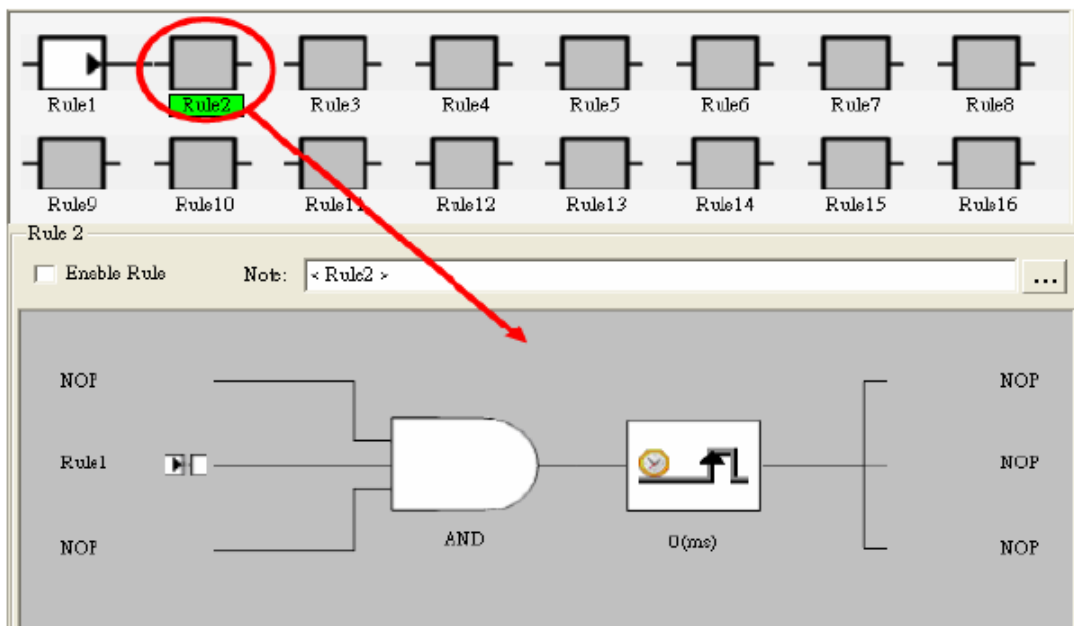 Rule1 Rule2 Rule3 Rule4 Rule5 Rule6 Rule7 Rule8
Rule9 Rule10 Rule11 Rule12 Rule13 Rule14 Rule15 Rule16
Rule 2
Enable Rule Note: < Rule2 > ...
NOP NOP
Rule1 NOP
AND 0(ms)
NOP NOP